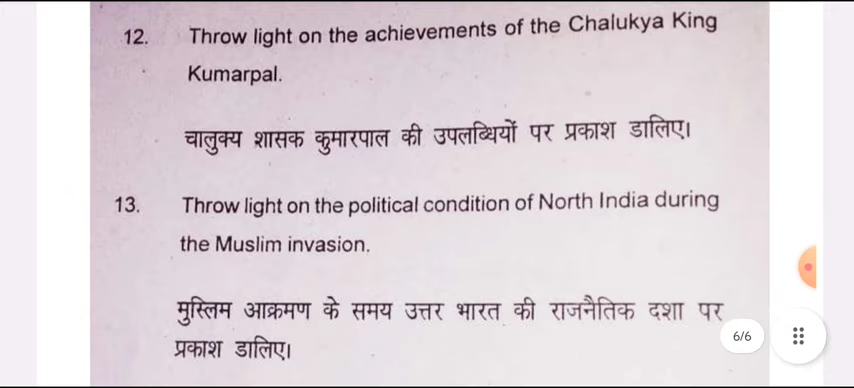 12. Throw light on the achievements of the Chalukya King
Kumarpal.
चालुक्य शासक कुमारपाल की उपलब्धियों पर प्रकाश डालिए।
13. Throw light on the political condition of North India during
the Muslim invasion.
मुस्लिम आक्रमण के समय उत्तर भारत की राजनैतिक दशा पर
प्रकाश डालिए।
6/6